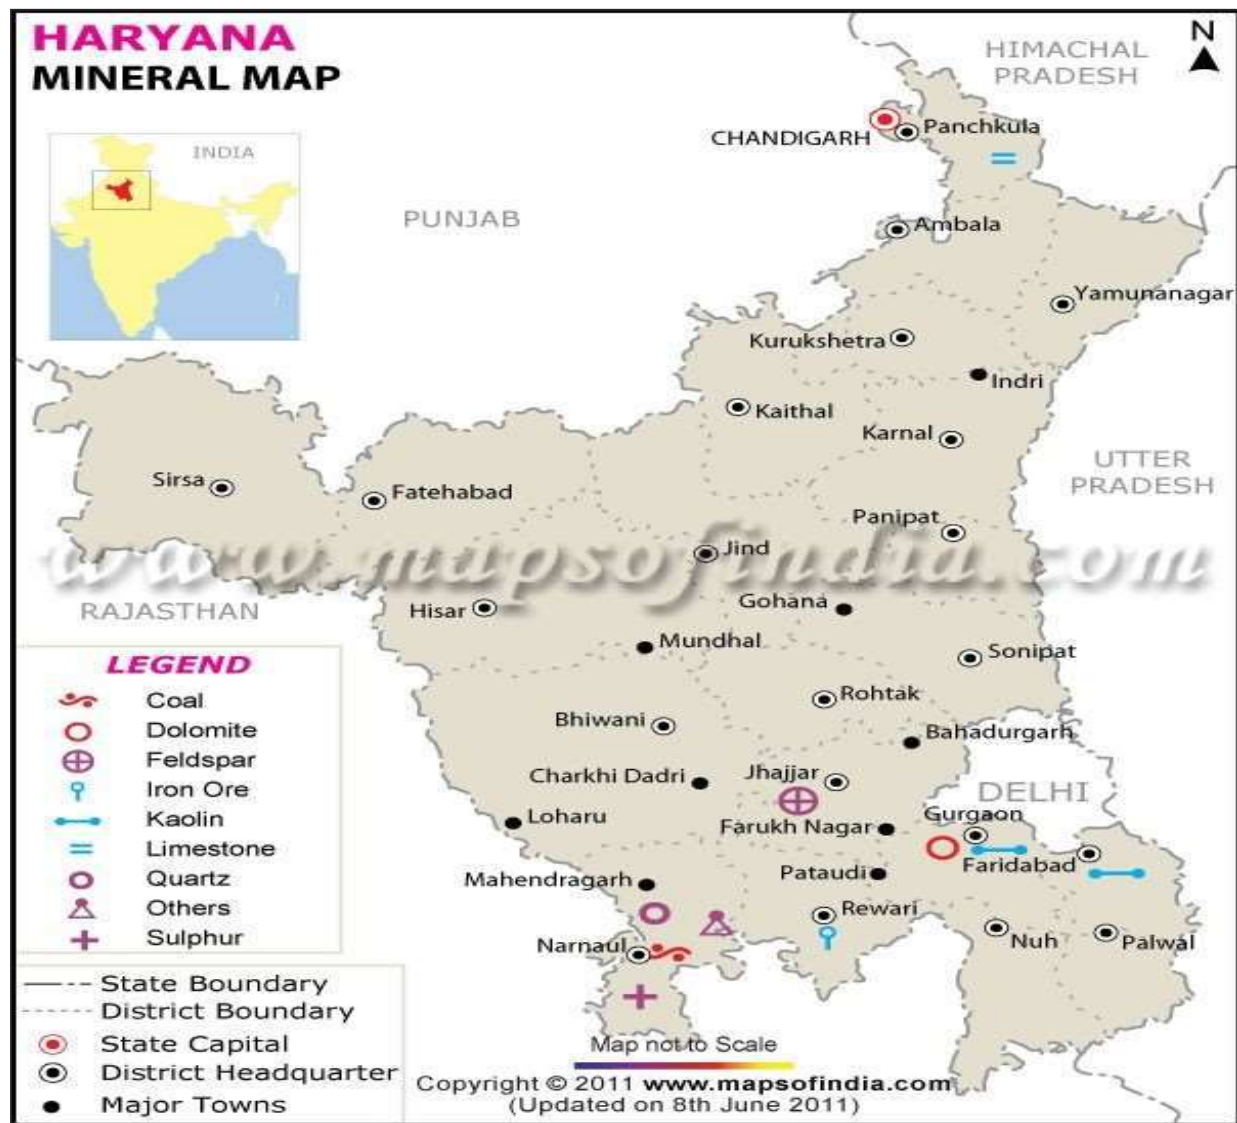 HARYANA
MINERAL MAP
N
HIMACHAL
PRADESH
INDIA
CHANDIGARH
Panchkula
PUNJAB
Ambala
Yamunanagar
Kurukshetra
Indri
Kaithal
Karnal
UTTER
PRADESH
Sirsa
Fatehabad
Panipat
www.mapsofindia.com
Jind
RAJASTHAN
Hisar
Gohana
Mundhal
Sonipat
Rohtak
Bhiwani
Bahadurgarh
Charkhi Dadri
Jhajjar
DELHI
Loharu
Farukh Nagar
Gurgaon
Faridabad
Mahendragarh
Pataudi
Rewari
Narnaul
Nuh
Palwal
LEGEND
Coal
Dolomite
Feldspar
Iron Ore
Kaolin
Limestone
Quartz
Others
Sulphur
State Boundary
District Boundary
State Capital
District Headquarter
Major Towns
Map not to Scale
Copyright © 2011 www.mapsofindia.com
(Updated on 8th June 2011)